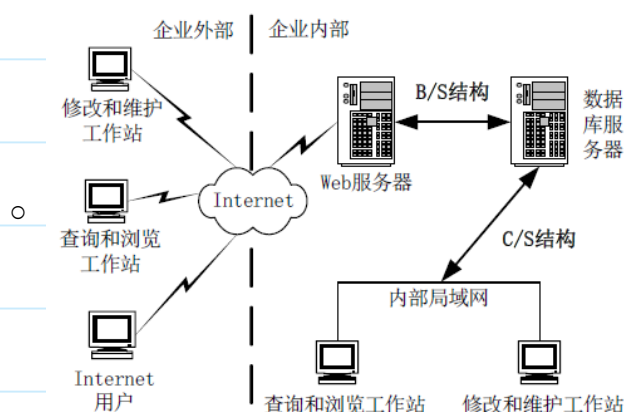 企业外部
企业内部
修改和维护
工作站
B/S结构
数据
库服
务器
Web服务器
Internet
查询和浏览
工作站
C/S结构
内部局域网
Internet
用户
查询和浏览工作站
修改和维护工作站